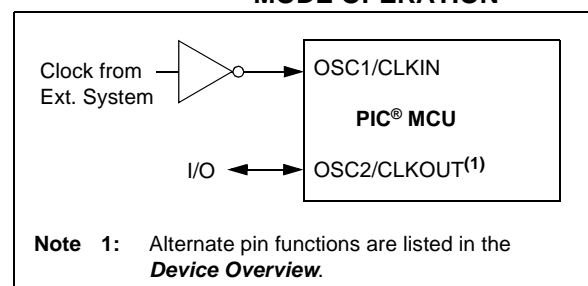 MODE OPERATION
Clock from
Ext. System
OSC1/CLKIN
PIC® MCU
I/O
OSC2/CLKOUT(1)
Note 1: Alternate pin functions are listed in the
Device Overview.